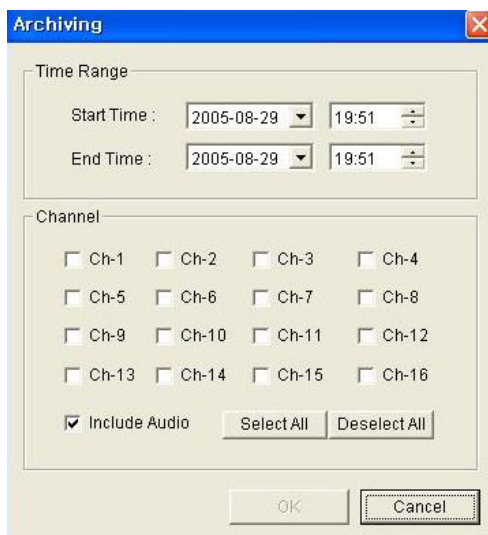 Archiving
Time Range
Start Time : 2005-08-29 19:51
End Time : 2005-08-29 19:51
Channel
Ch-1 Ch-2 Ch-3 Ch-4
Ch-5 Ch-6 Ch-7 Ch-8
Ch-9 Ch-10 Ch-11 Ch-12
Ch-13 Ch-14 Ch-15 Ch-16
Include Audio Select All Deselect All
OK Cancel